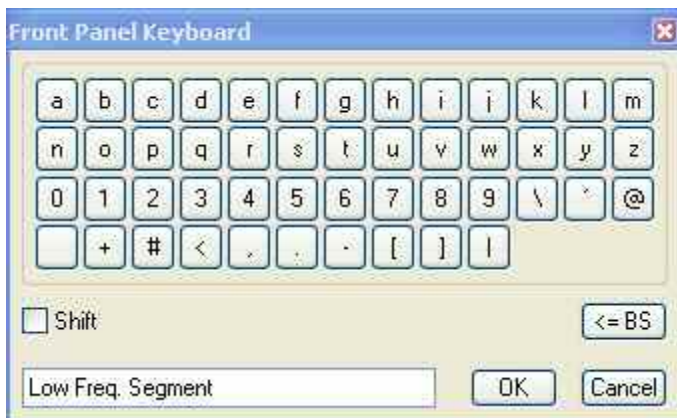 Front Panel Keyboard
a b c d e f g h i j k l m
n o p q r s t u v w x y z
0 1 2 3 4 5 6 7 8 9 \ @
+ # < [ ] |
Shift
<= BS
Low Freq. Segment
OK
Cancel